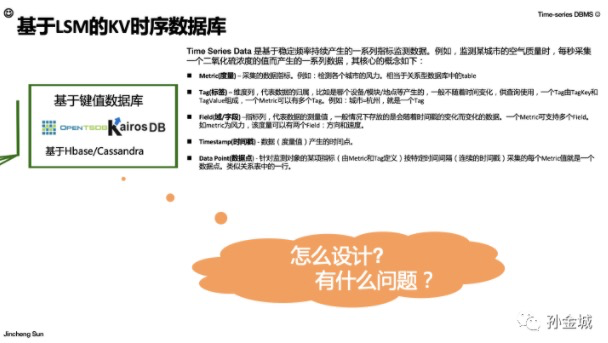 Time-series DBMS
基于LSM的KV时序数据库
Time Series Data 是基于稳定频率持续产生的一系列指标监测数据。例如，监测某城市的空气质量时，每秒采集
一个二氧化硫浓度的值而产生的一系列数据，其核心的概念如下：
Metric(度量) – 采集的数据指标。例如：检测各个城市的风力。相当于关系型数据库中的table
Tag(标签) – 维度列，代表数据的归属，比如是哪个设备/模块/地点等产生的，一般不随着时间变化，供查询使用，一个Tag由TagKey和
TagValue组成，一个Metric可以有多个Tag。例如：城市=杭州，就是一个Tag
Field(域/字段) -指标列，代表数据的测量值，一般情况下存放的是会随着时间戳的变化而变化的数据。一个Metric可支持多个Field。
如metric为风力，该度量可以有两个Field：方向和速度。
Timestamp(时间戳) - 数据（度量值）产生的时间点。
Data Point(数据点) - 针对监测对象的某项指标（由Metric和Tag定义）按特定时间间隔（连续的时间戳）采集的每个Metric值就是一个
数据点。类似关系表中的一行。
基于键值数据库
OPENTSDB KairosDB
基于Hbase/Cassandra
怎么设计?
有什么问题？
孙金城
Jincheng Sun